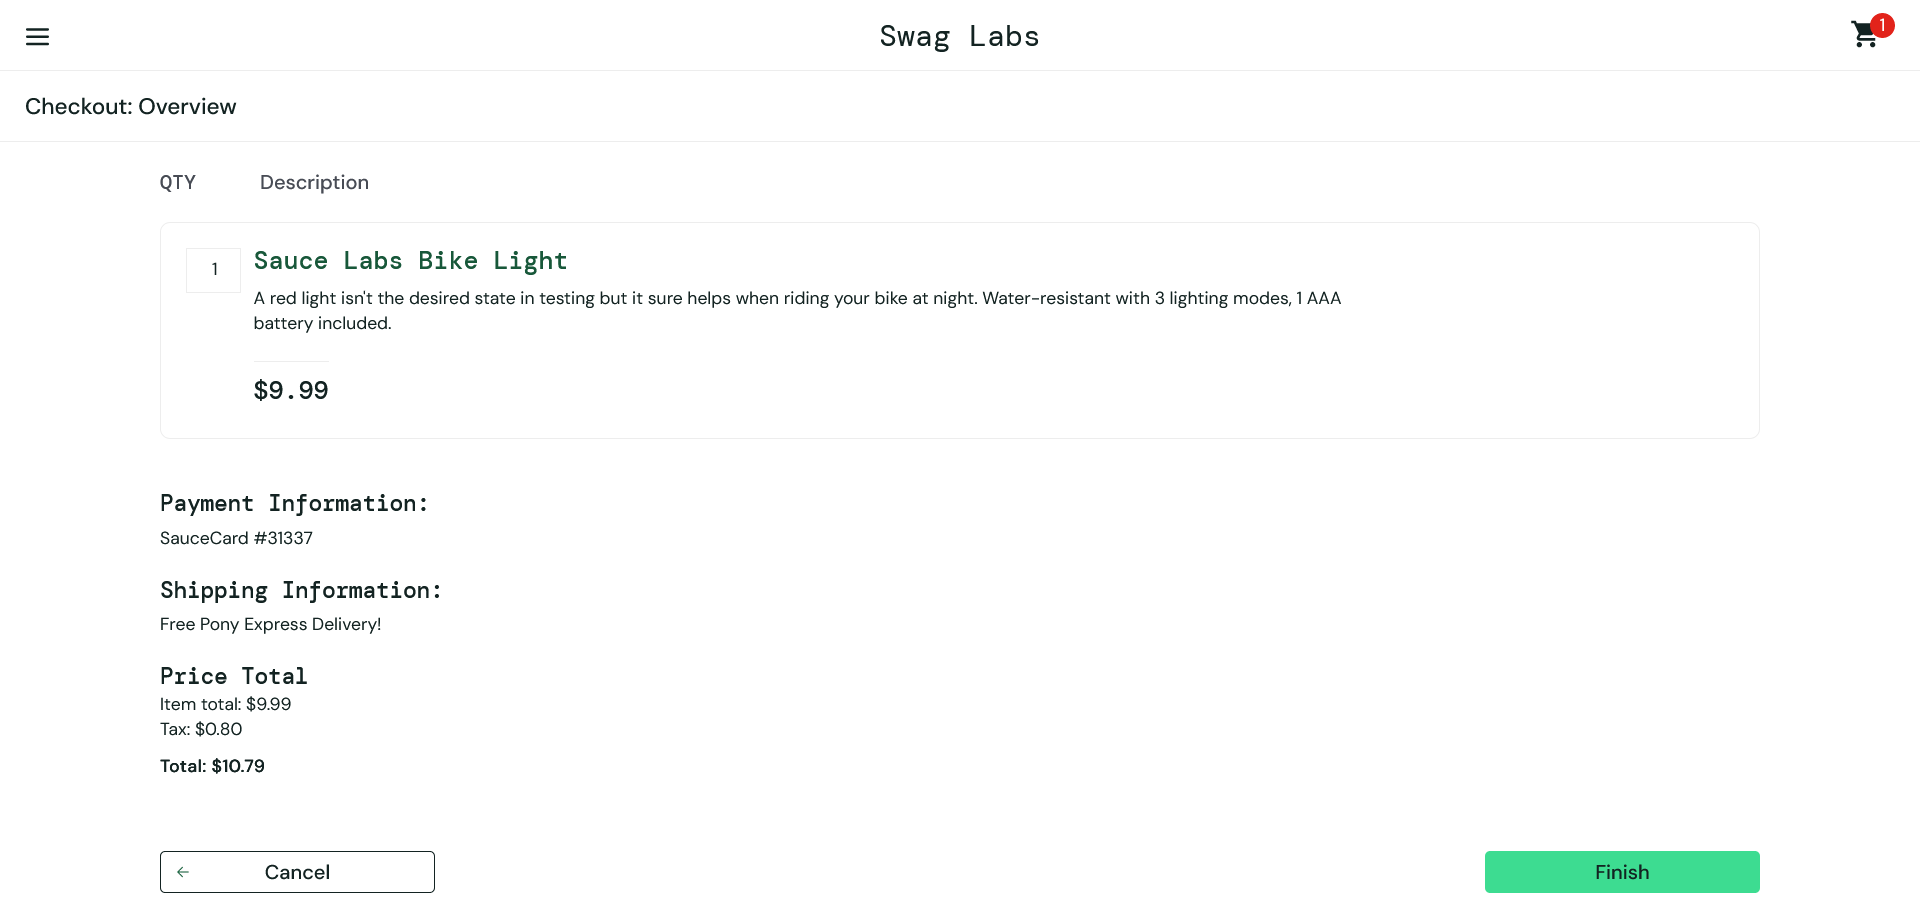 Swag Labs
1
Checkout: Overview
QTY Description
1
Sauce Labs Bike Light
A red light isn't the desired state in testing but it sure helps when riding your bike at night. Water-resistant with 3 lighting modes, 1 AAA
battery included.
$9.99
Payment Information:
SauceCard #31337
Shipping Information:
Free Pony Express Delivery!
Price Total
Item total: $9.99
Tax: $0.80
Total: $10.79
Cancel
Finish